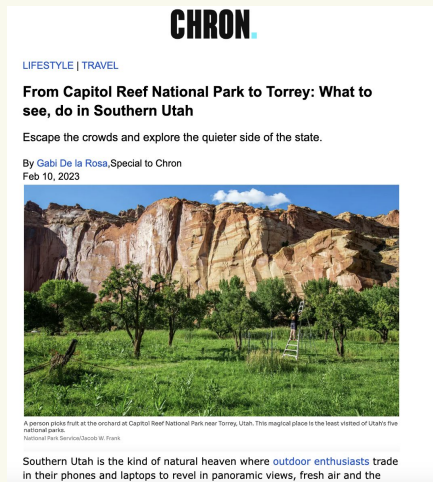 CHRON.
LIFESTYLE | TRAVEL
From Capitol Reef National Park to Torrey: What to
see, do in Southern Utah
Escape the crowds and explore the quieter side of the state.
By Gabi De la Rosa,Special to Chron
Feb 10, 2023
A person picks fruit at the orchard at Capitol Reef National Park near Torrey, Utah. This magical place is the least visited of Utah's five
national parks.
National Park Service/Jacob W. Frank
Southern Utah is the kind of natural heaven where outdoor enthusiasts trade
in their phones and laptops to revel in panoramic views, fresh air and the